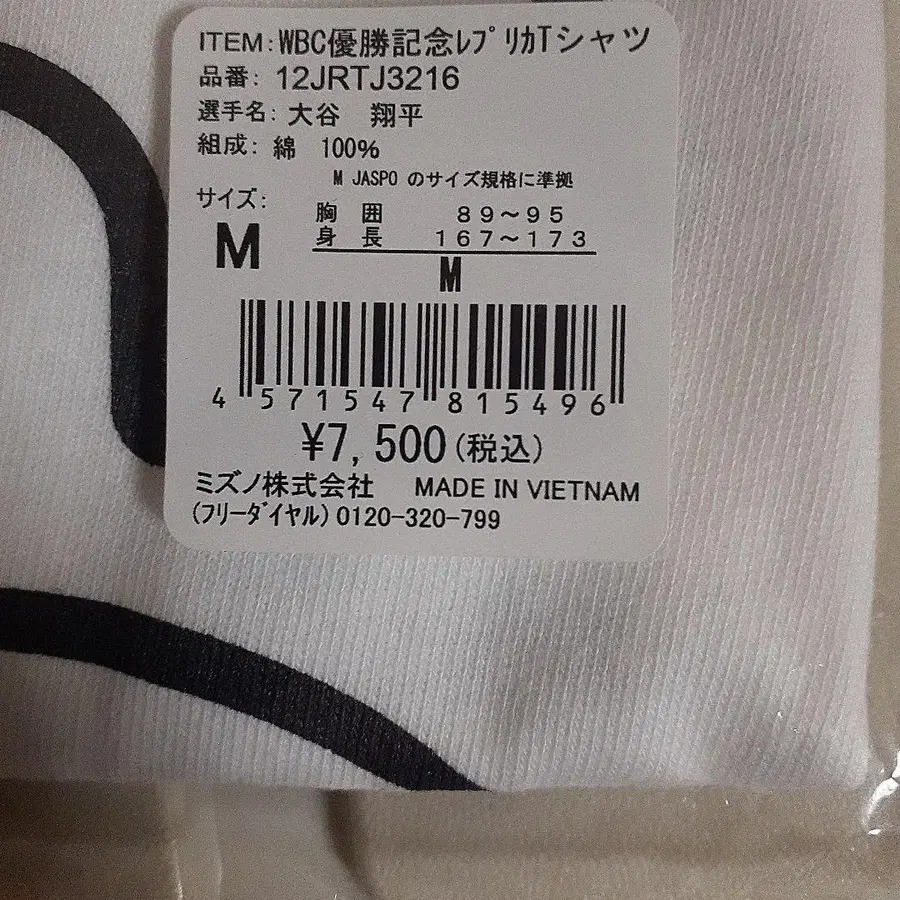 ITEM:WBC優勝記念ﾚﾌﾟﾘｶTシャツ
品番: 12JRTJ3216
選手名: 大谷　翔平
組成: 綿　100%
M JASPO のサイズ規格に準拠
サイズ:
胸　囲　８９～９５
M 身　長　１６７～１７３
M
4 571547 815496
¥7,500(税込)
ミズノ株式会社　MADE IN VIETNAM
(フリーダイヤル) 0120-320-799